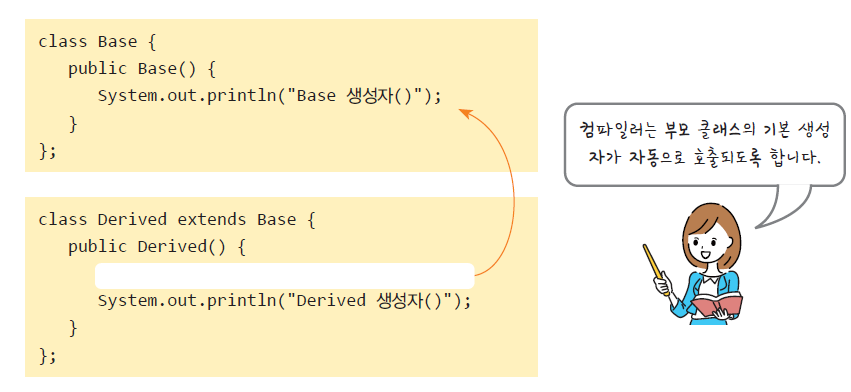 class Base {
public Base() {
System.out.println("Base 생성자()");
}
};
컴파일러는 부모 클래스의 기본 생성
자가 자동으로 호출되도록 합니다.
class Derived extends Base {
public Derived() {
System.out.println("Derived 생성자()");
}
};